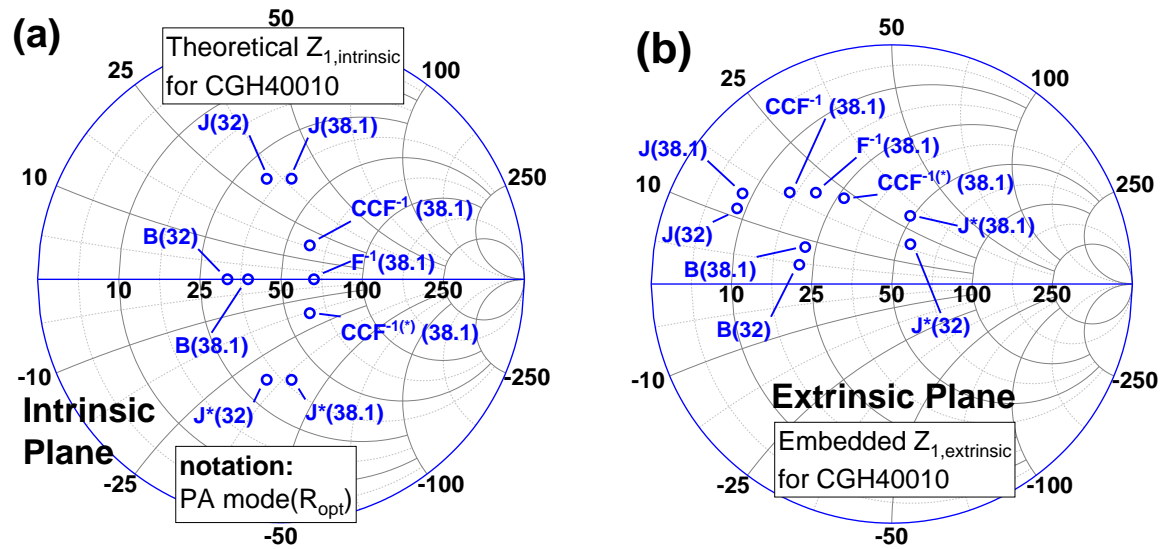 (a)
50
Theoretical Z1,intrinsic
for CGH40010
25
100
J(32)
J(38.1)
10
250
CCF-1 (38.1)
B(32)
F-1(38.1)
10
25
50
100
250
CCF-1(*) (38.1)
B(38.1)
-10
-250
J*(32)
J*(38.1)
Intrinsic
Plane
notation:
PA mode(Ropt)
-25
-100
-50
(b)
50
25
100
CCF-1 (38.1)
J(38.1)
F-1(38.1)
10
250
CCF-1(*) (38.1)
J(32)
J*(38.1)
B(38.1)
10
25
50
100
250
B(32)
J*(32)
-10
-250
Extrinsic Plane
Embedded Z1,extrinsic
for CGH40010
-25
-100
-50